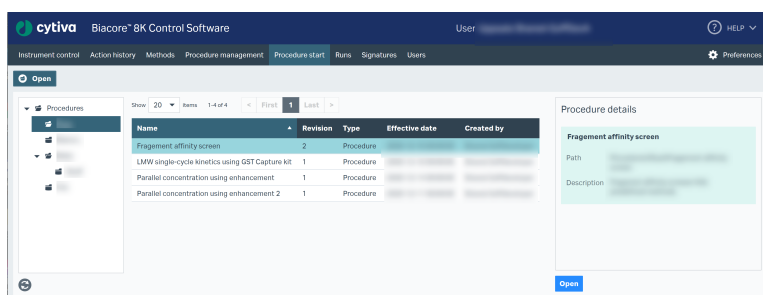 cytiva Biacore™ 8K Control Software User HELP
Instrument control Action history Methods Procedure management Procedure start Runs Signatures Users Preferences
Open
Show 20 items 1-4 of 4 < First 1 Last >
Procedures
Name Revision Type Effective date Created by
Fragement affinity screen 2 Procedure
LMW single-cycle kinetics using GST Capture kit 1 Procedure
Parallel concentration using enhancement 1 Procedure
Parallel concentration using enhancement 2 1 Procedure
Procedure details
Fragement affinity screen
Path
Description
Open